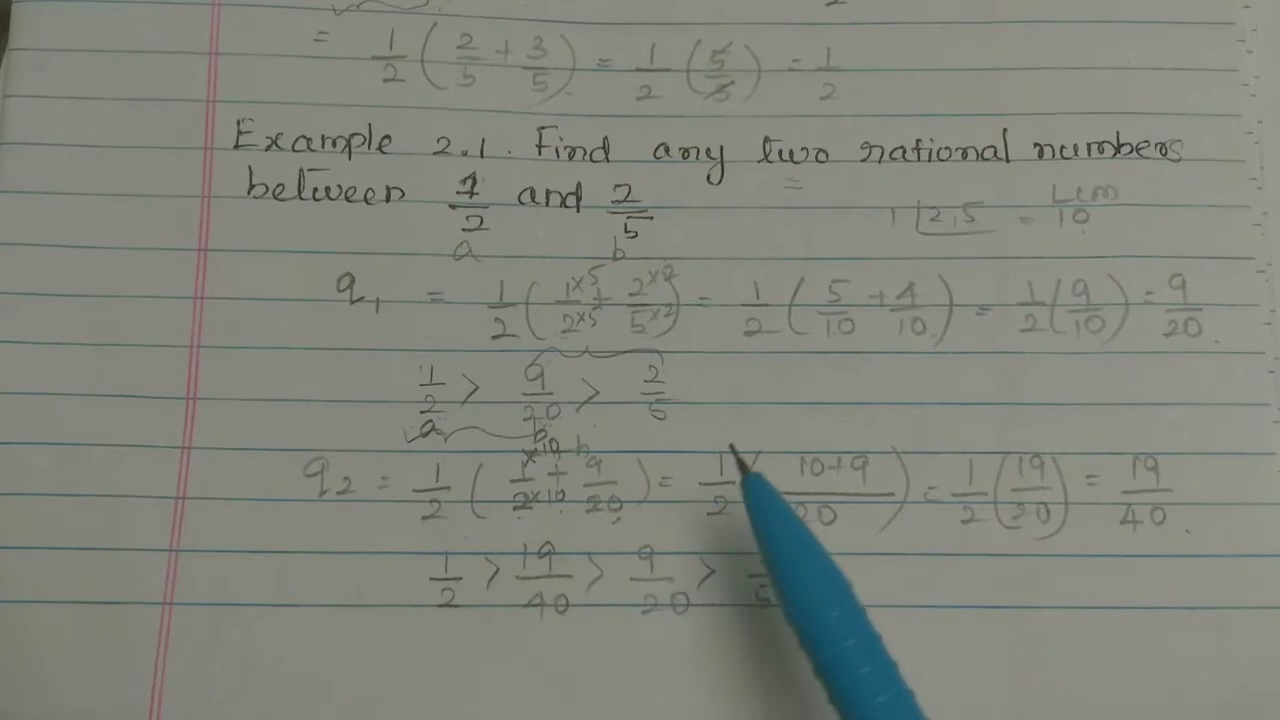 = 1/2 ( 2/5 + 3/5 ) = 1/2 ( 5/5 ) = 1/2
Example 2.1. Find any two rational numbers
between 1/2 and 2/5
a b
1 | 2, 5 = Lcm 10
q1 = 1/2 ( 1×5/2×5 + 2×2/5×2 ) = 1/2 ( 5/10 + 4/10 ) = 1/2 ( 9/10 ) = 9/20.
1/2 > 9/20 > 2/5
a b
q2 = 1/2 ( 1×10/2×10 + 9/20 ) = 1/2 ( 10+9/20 ) = 1/2 ( 19/20 ) = 19/40.
1/2 > 19/40 > 9/20 > /5